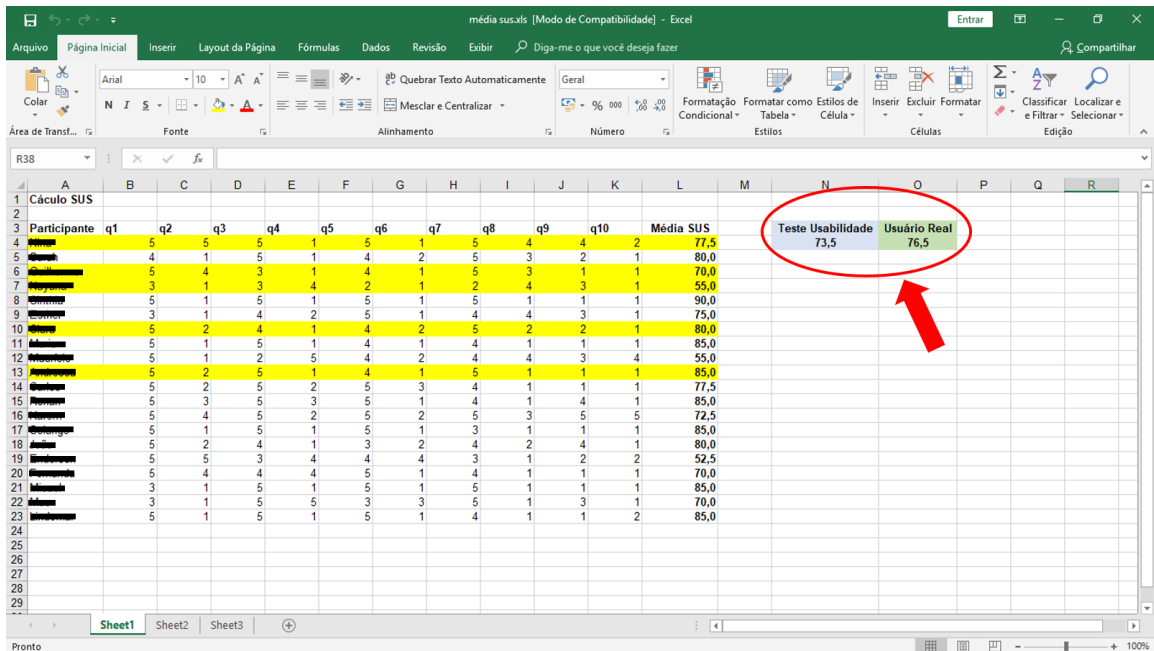 média sus.xls [Modo de Compatibilidade] - Excel
Entrar
Arquivo Página Inicial Inserir Layout da Página Fórmulas Dados Revisão Exibir Diga-me o que você deseja fazer Compartilhar
Arial 10 A A Quebrar Texto Automaticamente Geral
Colar N I S A Mesclar e Centralizar % 000
Formatação Condicional Formatar como Tabela Estilos de Célula Inserir Excluir Formatar Classificar e Filtrar Localizar e Selecionar
Área de Transf... Fonte Alinhamento Número Estilos Células Edição
R38 fx
A B C D E F G H I J K L M N O P Q R
1 Cáculo SUS
2
3 Participante q1 q2 q3 q4 q5 q6 q7 q8 q9 q10 Média SUS Teste Usabilidade Usuário Real
4 5 5 5 1 5 1 5 4 4 2 77,5 73,5 76,5
5 4 1 5 1 4 2 5 3 2 1 80,0
6 5 4 3 1 4 1 5 3 1 1 70,0
7 3 1 3 4 2 1 2 4 3 1 55,0
8 5 1 5 1 5 1 5 1 1 1 90,0
9 3 1 4 2 5 1 4 4 3 1 75,0
10 5 2 4 1 4 2 5 2 2 1 80,0
11 5 1 5 1 4 1 4 1 1 1 85,0
12 5 1 2 5 4 2 4 4 3 4 55,0
13 5 2 5 1 4 1 5 1 1 1 85,0
14 5 2 5 2 5 3 4 1 1 1 77,5
15 5 3 5 3 5 1 4 1 4 1 85,0
16 5 4 5 2 5 2 5 3 5 5 72,5
17 5 1 5 1 5 1 3 1 1 1 85,0
18 5 2 4 1 3 2 4 2 4 1 80,0
19 5 5 3 4 4 4 3 1 2 2 52,5
20 5 4 4 4 5 1 4 1 1 1 70,0
21 3 1 5 1 5 1 5 1 1 1 85,0
22 3 1 5 5 3 3 5 1 3 1 70,0
23 5 1 5 1 5 1 4 1 1 2 85,0
24
25
26
27
28
29
Sheet1 Sheet2 Sheet3
Pronto 100%